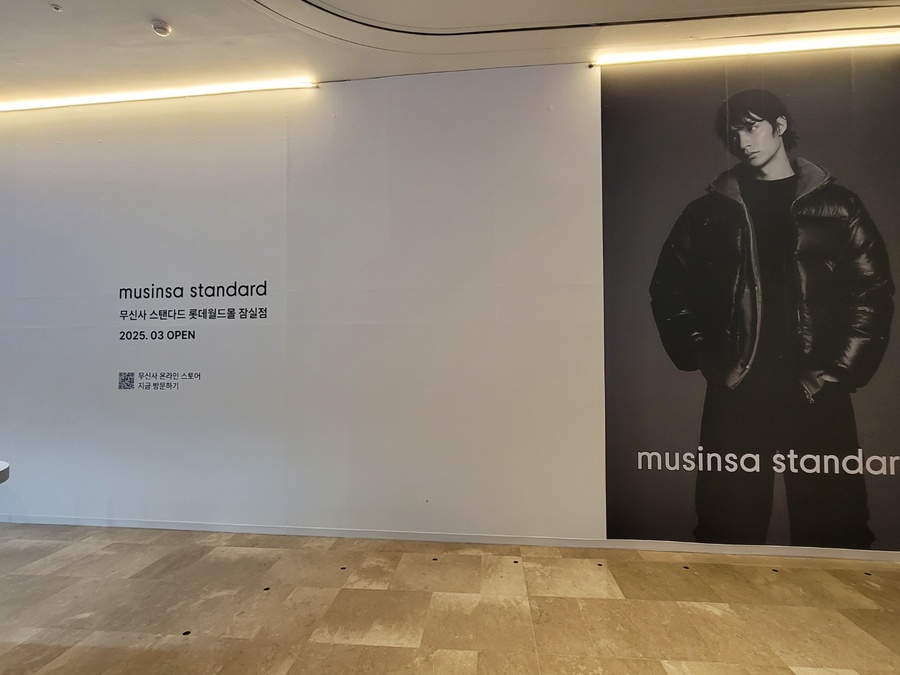 musinsa standard
무신사 스탠다드 롯데월드몰 잠실점
2025. 03 OPEN
무신사 온라인 스토어
지금 방문하기
musinsa standar